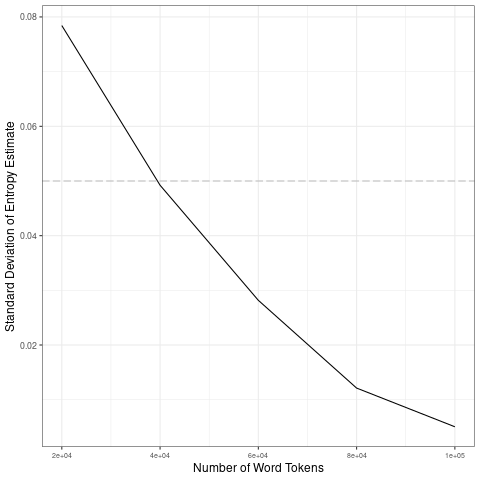 0.08
0.06
0.04
0.02
Standard Deviation of Entropy Estimate
2e+04 4e+04 6e+04 8e+04 1e+05
Number of Word Tokens